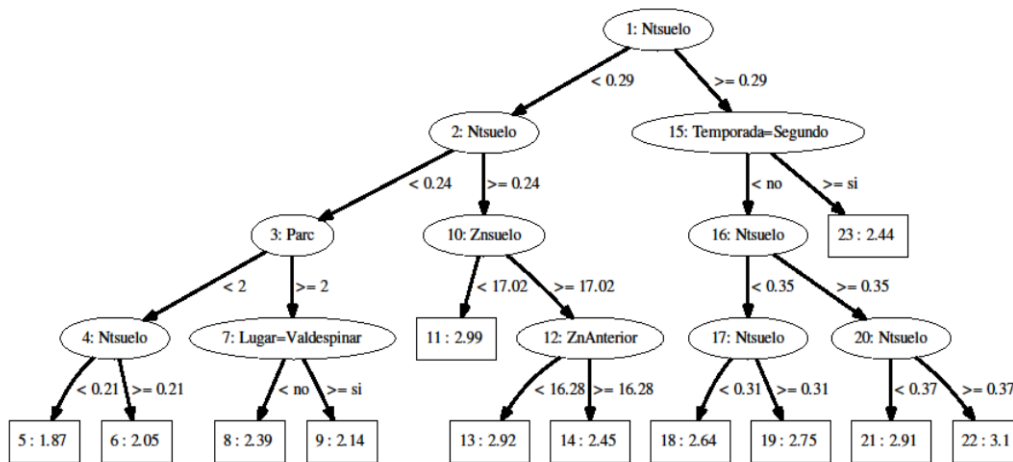 1: Ntsuelo
< 0.29
>= 0.29
2: Ntsuelo
15: Temporada=Segundo
< 0.24
>= 0.24
< no
>= si
3: Parc
10: Znsuelo
16: Ntsuelo
23 : 2.44
< 2
>= 2
< 17.02
>= 17.02
< 0.35
>= 0.35
4: Ntsuelo
7: Lugar=Valdespinar
11 : 2.99
12: ZnAnterior
17: Ntsuelo
20: Ntsuelo
< 0.21
>= 0.21
< no
>= si
< 16.28
>= 16.28
< 0.31
>= 0.31
< 0.37
>= 0.37
5 : 1.87
6 : 2.05
8 : 2.39
9 : 2.14
13 : 2.92
14 : 2.45
18 : 2.64
19 : 2.75
21 : 2.91
22 : 3.1